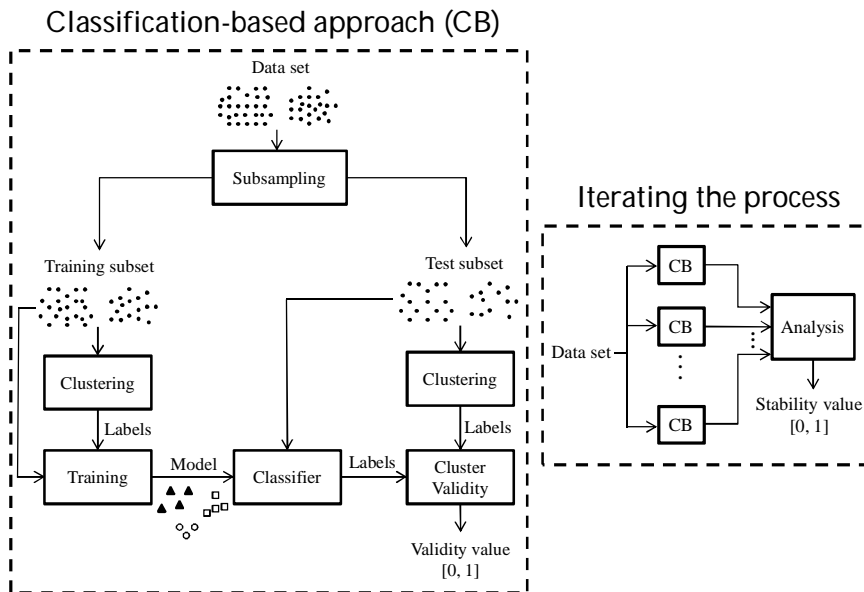 Classification-based approach (CB)
Data set
Subsampling
Training subset
Test subset
Clustering
Clustering
Labels
Labels
Training
Model
Classifier
Labels
Cluster
Validity
Validity value
[0, 1]
Iterating the process
CB
CB
Analysis
Data set
CB
Stability value
[0, 1]